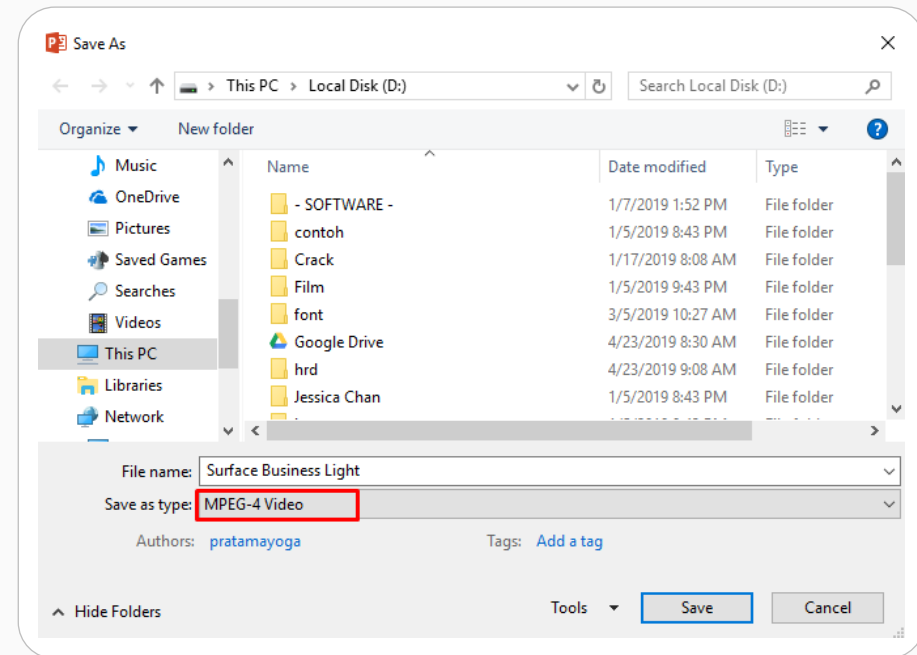 Save As
This PC > Local Disk (D:)
Search Local Disk (D:)
Organize
New folder
Music
OneDrive
Pictures
Saved Games
Searches
Videos
This PC
Libraries
Network
Name Date modified Type
- SOFTWARE - 1/7/2019 1:52 PM File folder
contoh 1/5/2019 8:43 PM File folder
Crack 1/17/2019 8:08 AM File folder
Film 1/5/2019 9:43 PM File folder
font 3/5/2019 10:27 AM File folder
Google Drive 4/23/2019 8:30 AM File folder
hrd 4/23/2019 9:08 AM File folder
Jessica Chan 1/5/2019 8:43 PM File folder
File name: Surface Business Light
Save as type: MPEG-4 Video
Authors: pratamayoga Tags: Add a tag
Hide Folders Tools Save Cancel